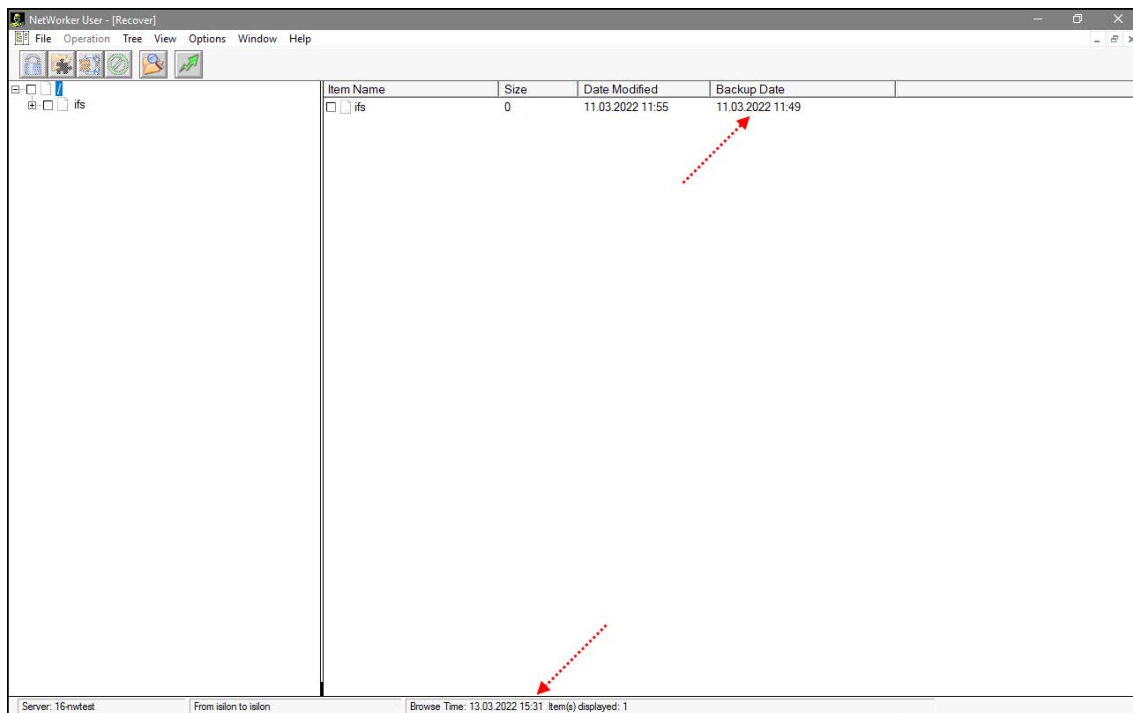 NetWorker User - [Recover]
File Operation Tree View Options Window Help
/
ifs
Item Name Size Date Modified Backup Date
ifs 0 11.03.2022 11:55 11.03.2022 11:49
Server: 16-nwtest From isilon to isilon Browse Time: 13.03.2022 15:31 Item(s) displayed: 1